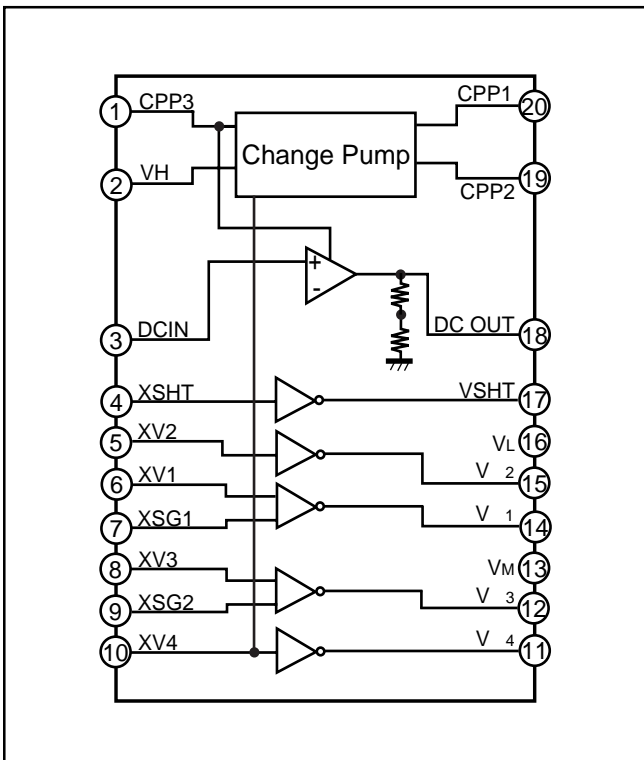 1 CPP3
CPP1 20
2 VH
Change Pump
CPP2 19
+
-
3 DCIN
DC OUT 18
4 XSHT
VSHT 17
5 XV2
VL 16
6 XV1
V 2 15
7 XSG1
V 1 14
8 XV3
VM 13
9 XSG2
V 3 12
10 XV4
V 4 11